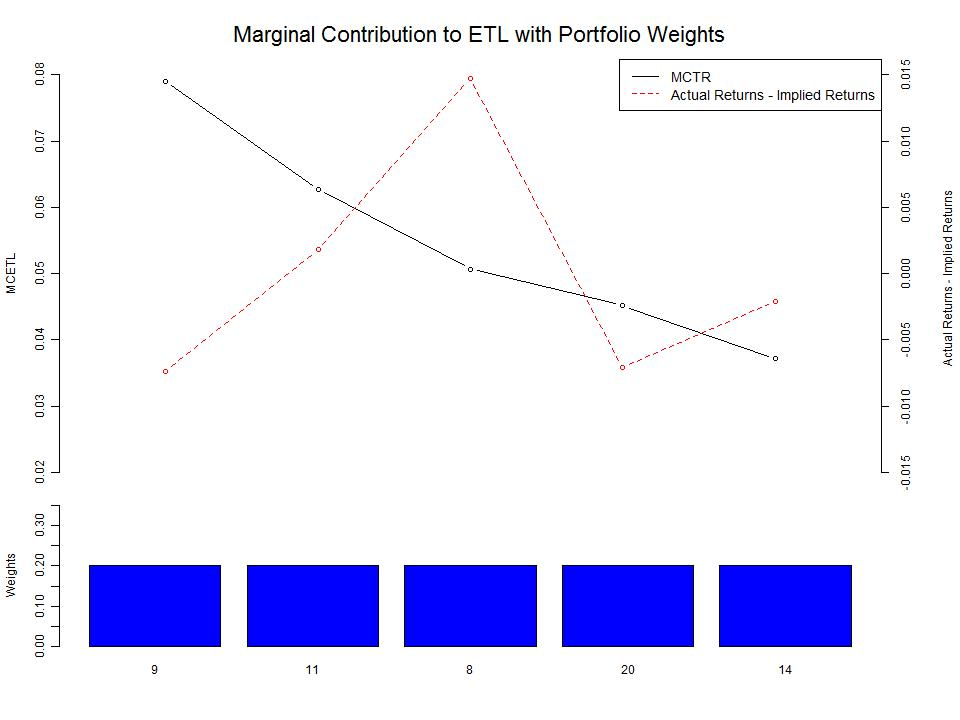 Marginal Contribution to ETL with Portfolio Weights
MCTR
Actual Returns - Implied Returns
MCETL
0.08
0.07
0.06
0.05
0.04
0.03
0.02
0.015
0.010
0.005
0.000
-0.005
-0.010
-0.015
Actual Returns - Implied Returns
Weights
0.30
0.20
0.10
0.00
9 11 8 20 14